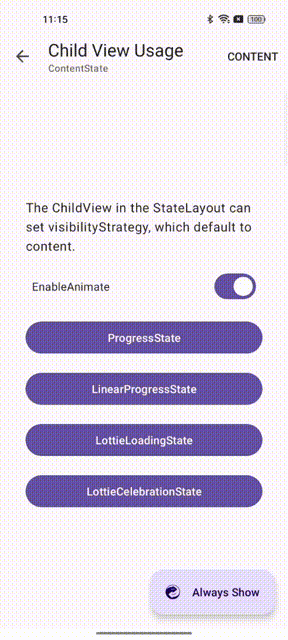 11:15
100
Child View Usage
ContentState
CONTENT
The ChildView in the StateLayout can
set visibilityStrategy, which default to
content.
EnableAnimate
ProgressState
LinearProgressState
LottieLoadingState
LottieCelebrationState
Always Show